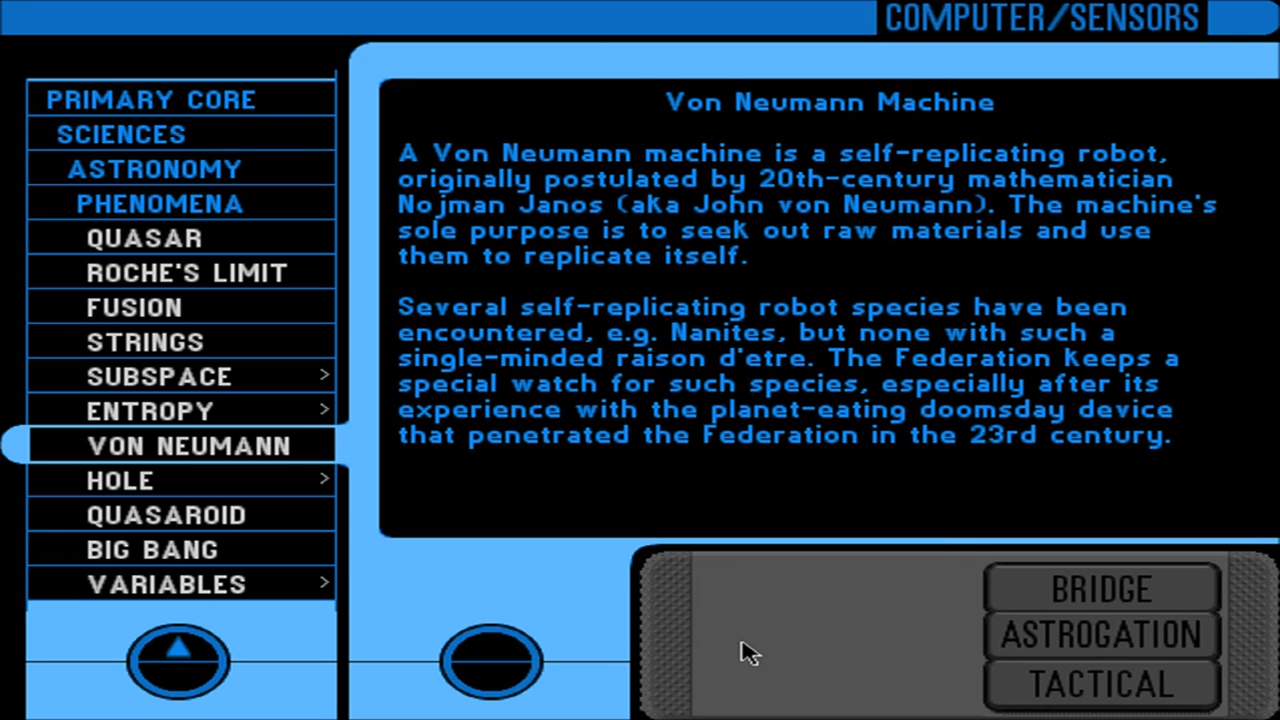 COMPUTER/SENSORS
PRIMARY CORE
SCIENCES
ASTRONOMY
PHENOMENA
QUASAR
ROCHE'S LIMIT
FUSION
STRINGS
SUBSPACE >
ENTROPY >
VON NEUMANN
HOLE >
QUASAROID
BIG BANG
VARIABLES >
Von Neumann Machine
A Von Neumann machine is a self-replicating robot,
originally postulated by 20th-century mathematician
Nojman Janos (aka John von Neumann). The machine's
sole purpose is to seek out raw materials and use
them to replicate itself.
Several self-replicating robot species have been
encountered, e.g. Nanites, but none with such a
single-minded raison d'etre. The Federation keeps a
special watch for such species, especially after its
experience with the planet-eating doomsday device
that penetrated the Federation in the 23rd century.
BRIDGE
ASTROGATION
TACTICAL